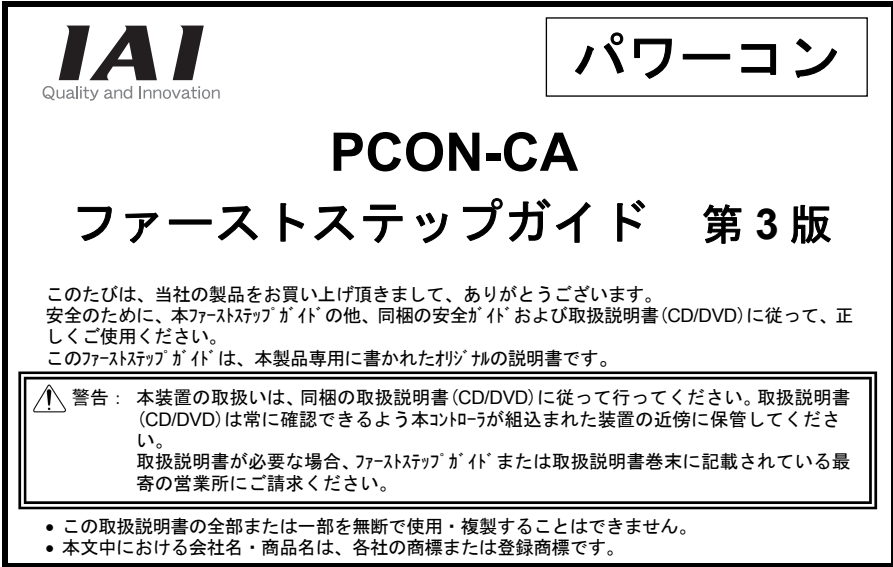 IAI
Quality and Innovation
パワーコン
PCON-CA
ファーストステップガイド 第3版
このたびは、当社の製品をお買い上げ頂きまして、ありがとうございます。
安全のために、本ﾌｧｰｽﾄｽﾃｯﾌﾟｶﾞｲﾄﾞの他、同梱の安全ｶﾞｲﾄﾞおよび取扱説明書(CD/DVD)に従って、正
しくご使用ください。
このﾌｧｰｽﾄｽﾃｯﾌﾟｶﾞｲﾄﾞは、本製品専用に書かれたｵﾘｼﾞﾅﾙの説明書です。
警告： 本装置の取扱いは、同梱の取扱説明書(CD/DVD)に従って行ってください。取扱説明書
(CD/DVD)は常に確認できるよう本ｺﾝﾄﾛｰﾗが組込まれた装置の近傍に保管してくださ
い。
取扱説明書が必要な場合、ﾌｧｰｽﾄｽﾃｯﾌﾟｶﾞｲﾄﾞまたは取扱説明書巻末に記載されている最
寄の営業所にご請求ください。
• この取扱説明書の全部または一部を無断で使用・複製することはできません。
• 本文中における会社名・商品名は、各社の商標または登録商標です。